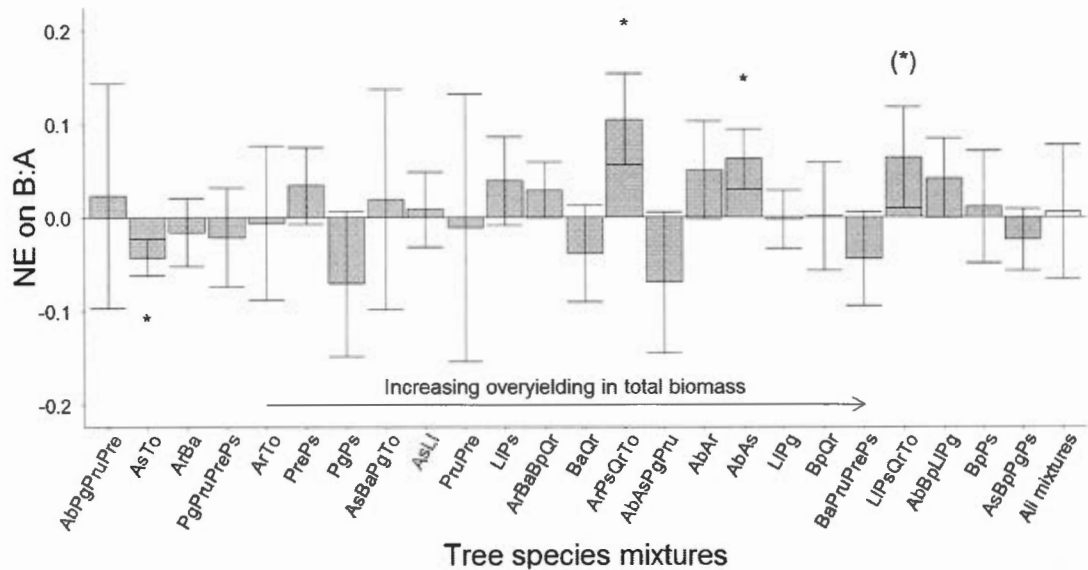 0.2
0.1
0.0
-0.1
-0.2
NE on B:A
*
*
*
(*)
Increasing overyielding in total biomass
AbPgPruPre
AsTo
ArBa
PgPruPrePs
ArTo
PrePs
PgPs
AsBaPgTo
AsLl
PruPre
LlPs
ArBaBpQr
BaQr
ArPsQrTo
AbAsPgPru
AbAr
AbAs
LlPg
BpQr
BaPruPrePs
LlPsQrTo
AbBpLlPg
BpPs
AsBpPgPs
All mixtures
Tree species mixtures